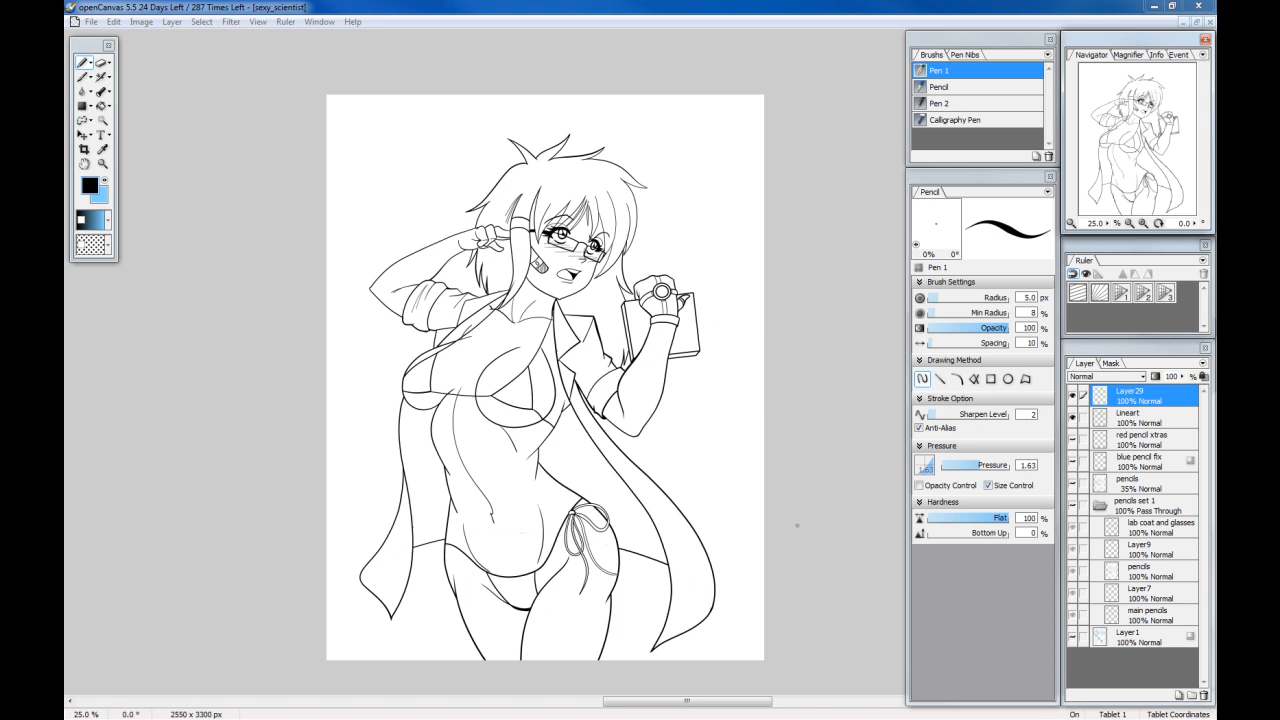 openCanvas 5.5 24 Days Left / 287 Times Left - [sexy_scientist]
File Edit Image Layer Select Filter View Ruler Window Help
Brushs Pen Nibs
Pen 1
Pencil
Pen 2
Calligraphy Pen
Pencil
0% 0°
Pen 1
Brush Settings
Radius 5.0 px
Min Radius 8 %
Opacity 100 %
Spacing 10 %
Drawing Method
Stroke Option
Sharpen Level 2
Anti-Alias
Pressure
1.63 Pressure 1.63
Opacity Control Size Control
Hardness
Flat 100 %
Bottom Up 0 %
Navigator Magnifier Info Event
25.0 % 0.0 °
Ruler
1 2 3
Layer Mask
Normal 100 %
Layer29
100% Normal
Lineart
100% Normal
red pencil xtras
100% Normal
blue pencil fix
100% Normal
pencils
35% Normal
pencils set 1
100% Pass Through
lab coat and glasses
100% Normal
Layer9
100% Normal
pencils
100% Normal
Layer7
100% Normal
main pencils
100% Normal
Layer1
100% Normal
25.0 % 0.0 ° 2550 x 3300 px On Tablet 1 Tablet Coordinates